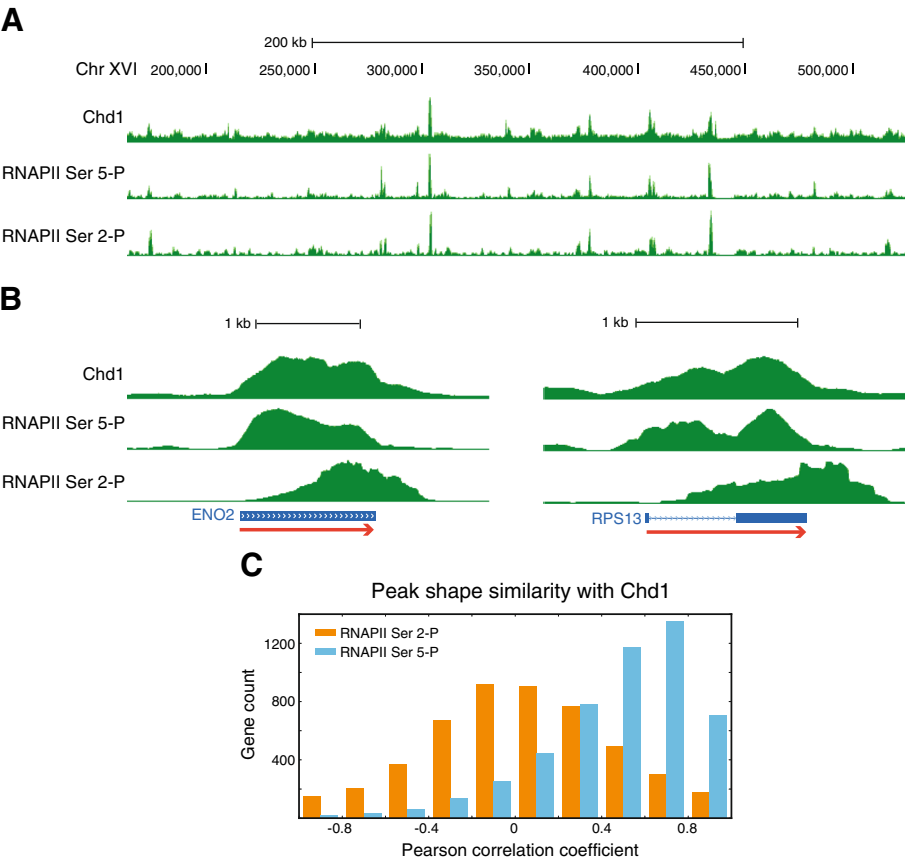 A
200 kb
Chr XVI 200,000 250,000 300,000 350,000 400,000 450,000 500,000
Chd1
RNAPII Ser 5-P
RNAPII Ser 2-P
B
1 kb 1 kb
Chd1
RNAPII Ser 5-P
RNAPII Ser 2-P
ENO2 RPS13
C
Peak shape similarity with Chd1
RNAPII Ser 2-P
RNAPII Ser 5-P
Gene count
1200
800
400
-0.8 -0.4 0 0.4 0.8
Pearson correlation coefficient